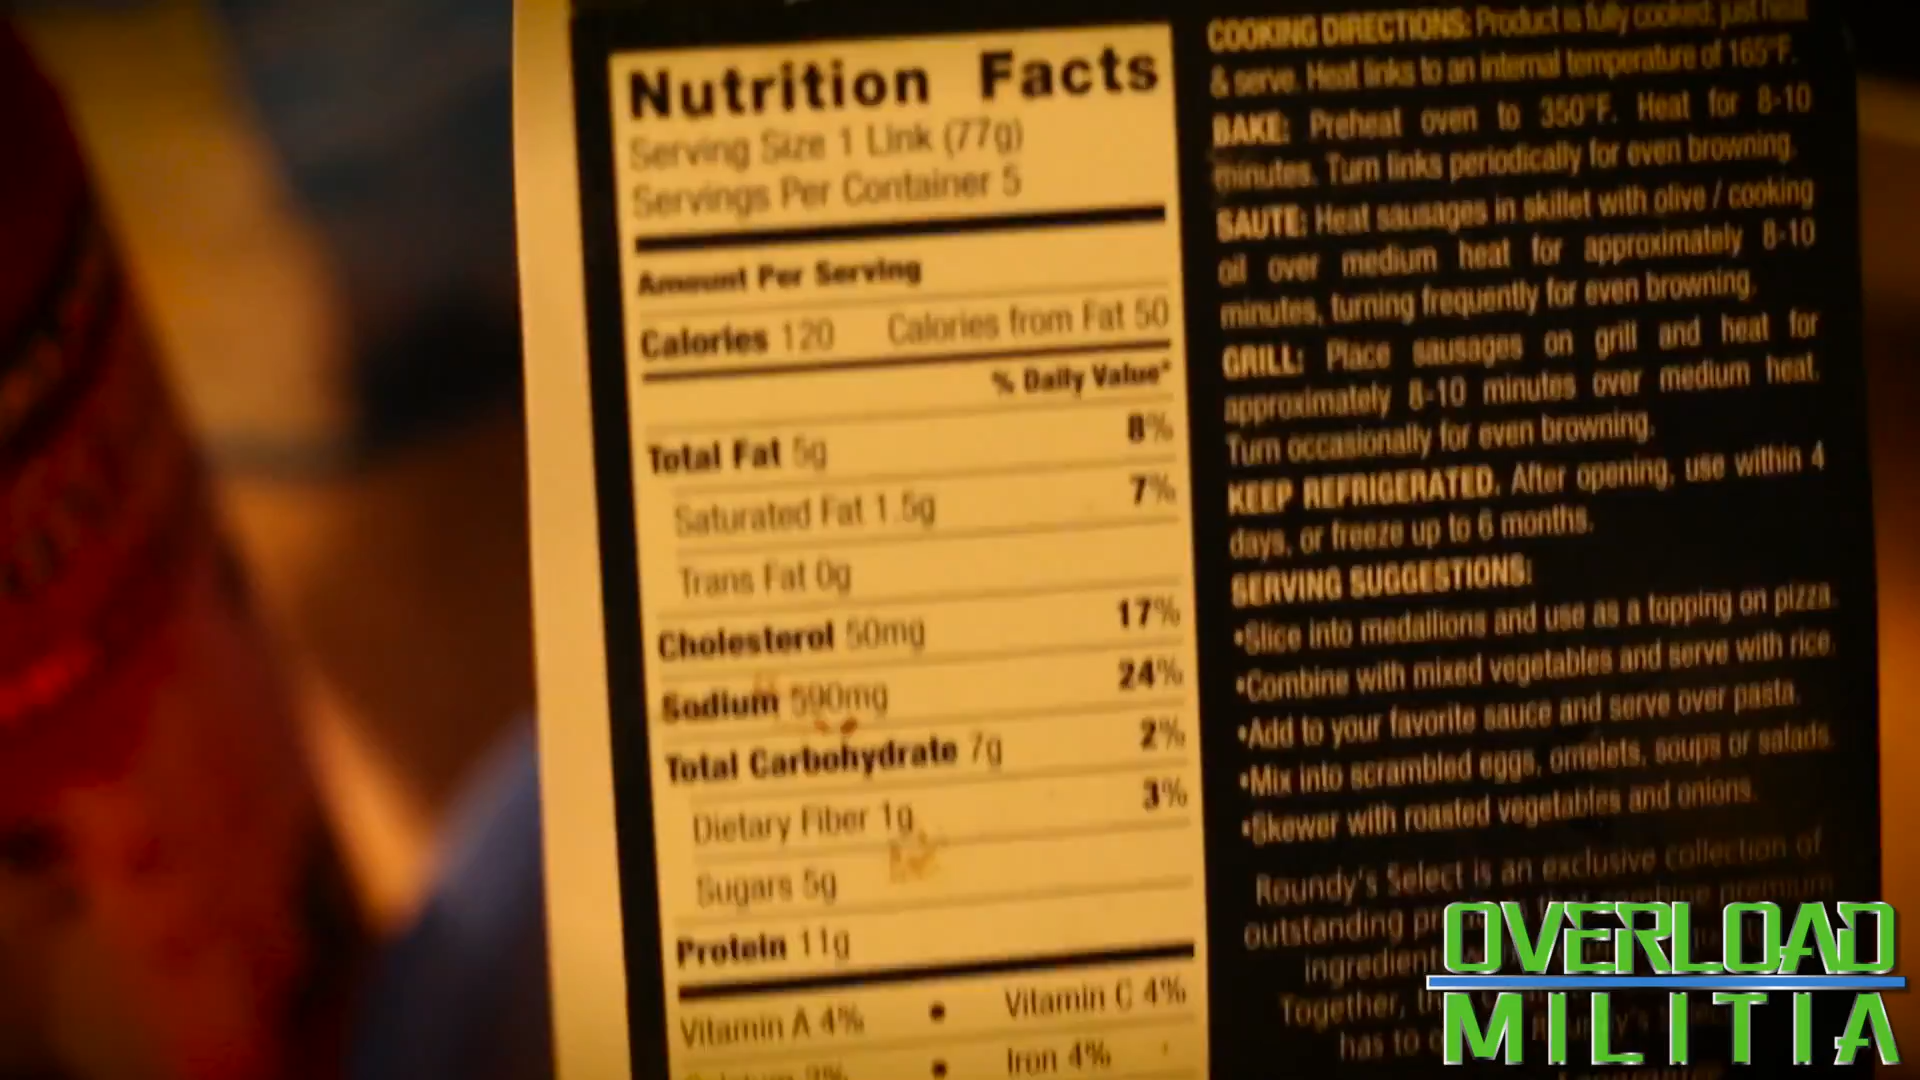 Nutrition Facts
Serving Size 1 Link (77g)
Servings Per Container 5
Amount Per Serving
Calories 120 Calories from Fat 50
% Daily Value*
Total Fat 5g 8%
Saturated Fat 1.5g 7%
Trans Fat 0g
Cholesterol 50mg 17%
Sodium 590mg 24%
Total Carbohydrate 7g 2%
Dietary Fiber 1g 3%
Sugars 5g
Protein 11g
Vitamin A 4% • Vitamin C 4%
• Iron 4%
COOKING DIRECTIONS: Product is fully cooked; just heat
& serve. Heat links to an internal temperature of 165°F.
BAKE: Preheat oven to 350°F. Heat for 8-10
minutes. Turn links periodically for even browning.
SAUTE: Heat sausages in skillet with olive / cooking
oil over medium heat for approximately 8-10
minutes, turning frequently for even browning.
GRILL: Place sausages on grill and heat for
approximately 8-10 minutes over medium heat.
Turn occasionally for even browning.
KEEP REFRIGERATED. After opening, use within 4
days, or freeze up to 6 months.
SERVING SUGGESTIONS:
•Slice into medallions and use as a topping on pizza.
•Combine with mixed vegetables and serve with rice.
•Add to your favorite sauce and serve over pasta.
•Mix into scrambled eggs, omelets, soups or salads.
•Skewer with roasted vegetables and onions.
Roundy's Select is an exclusive collection of
outstanding combine premium
Together,
has to
OVERLOAD
MILITIA